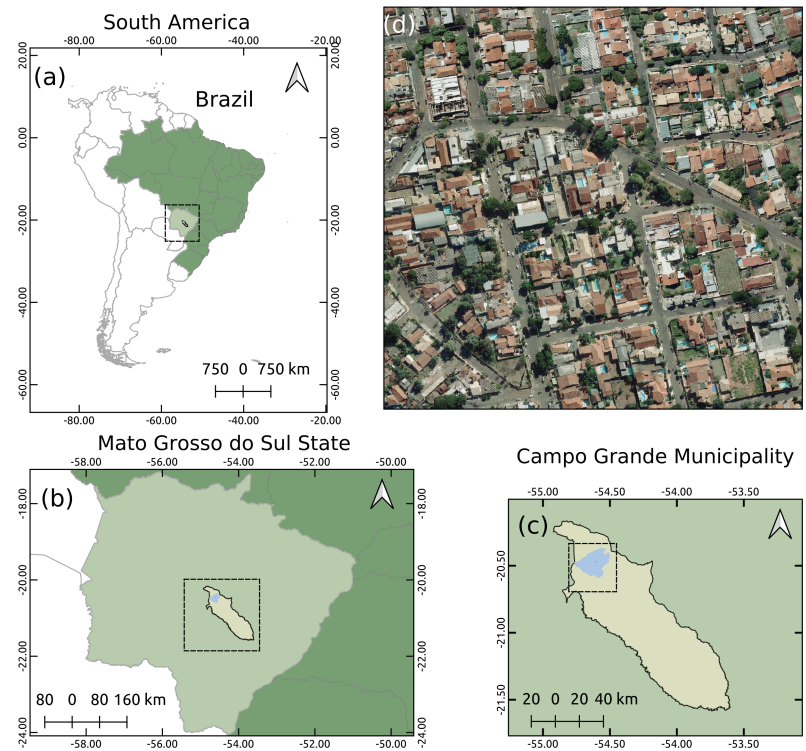 South America
-80.00 -60.00 -40.00 -20.00
(a)
Brazil
20.00
0.00
-20.00
-40.00
-60.00
20.00
0.00
-20.00
-40.00
-60.00
750 0 750 km
-80.00 -60.00 -40.00 -20.00
(d)
Mato Grosso do Sul State
-58.00 -56.00 -54.00 -52.00 -50.00
(b)
-18.00
-20.00
-22.00
-24.00
-18.00
-20.00
-22.00
-24.00
80 0 80 160 km
-58.00 -56.00 -54.00 -52.00 -50.00
Campo Grande Municipality
-55.00 -54.50 -54.00 -53.50
(c)
-20.50
-21.00
-21.50
20 0 20 40 km
-55.00 -54.50 -54.00 -53.50